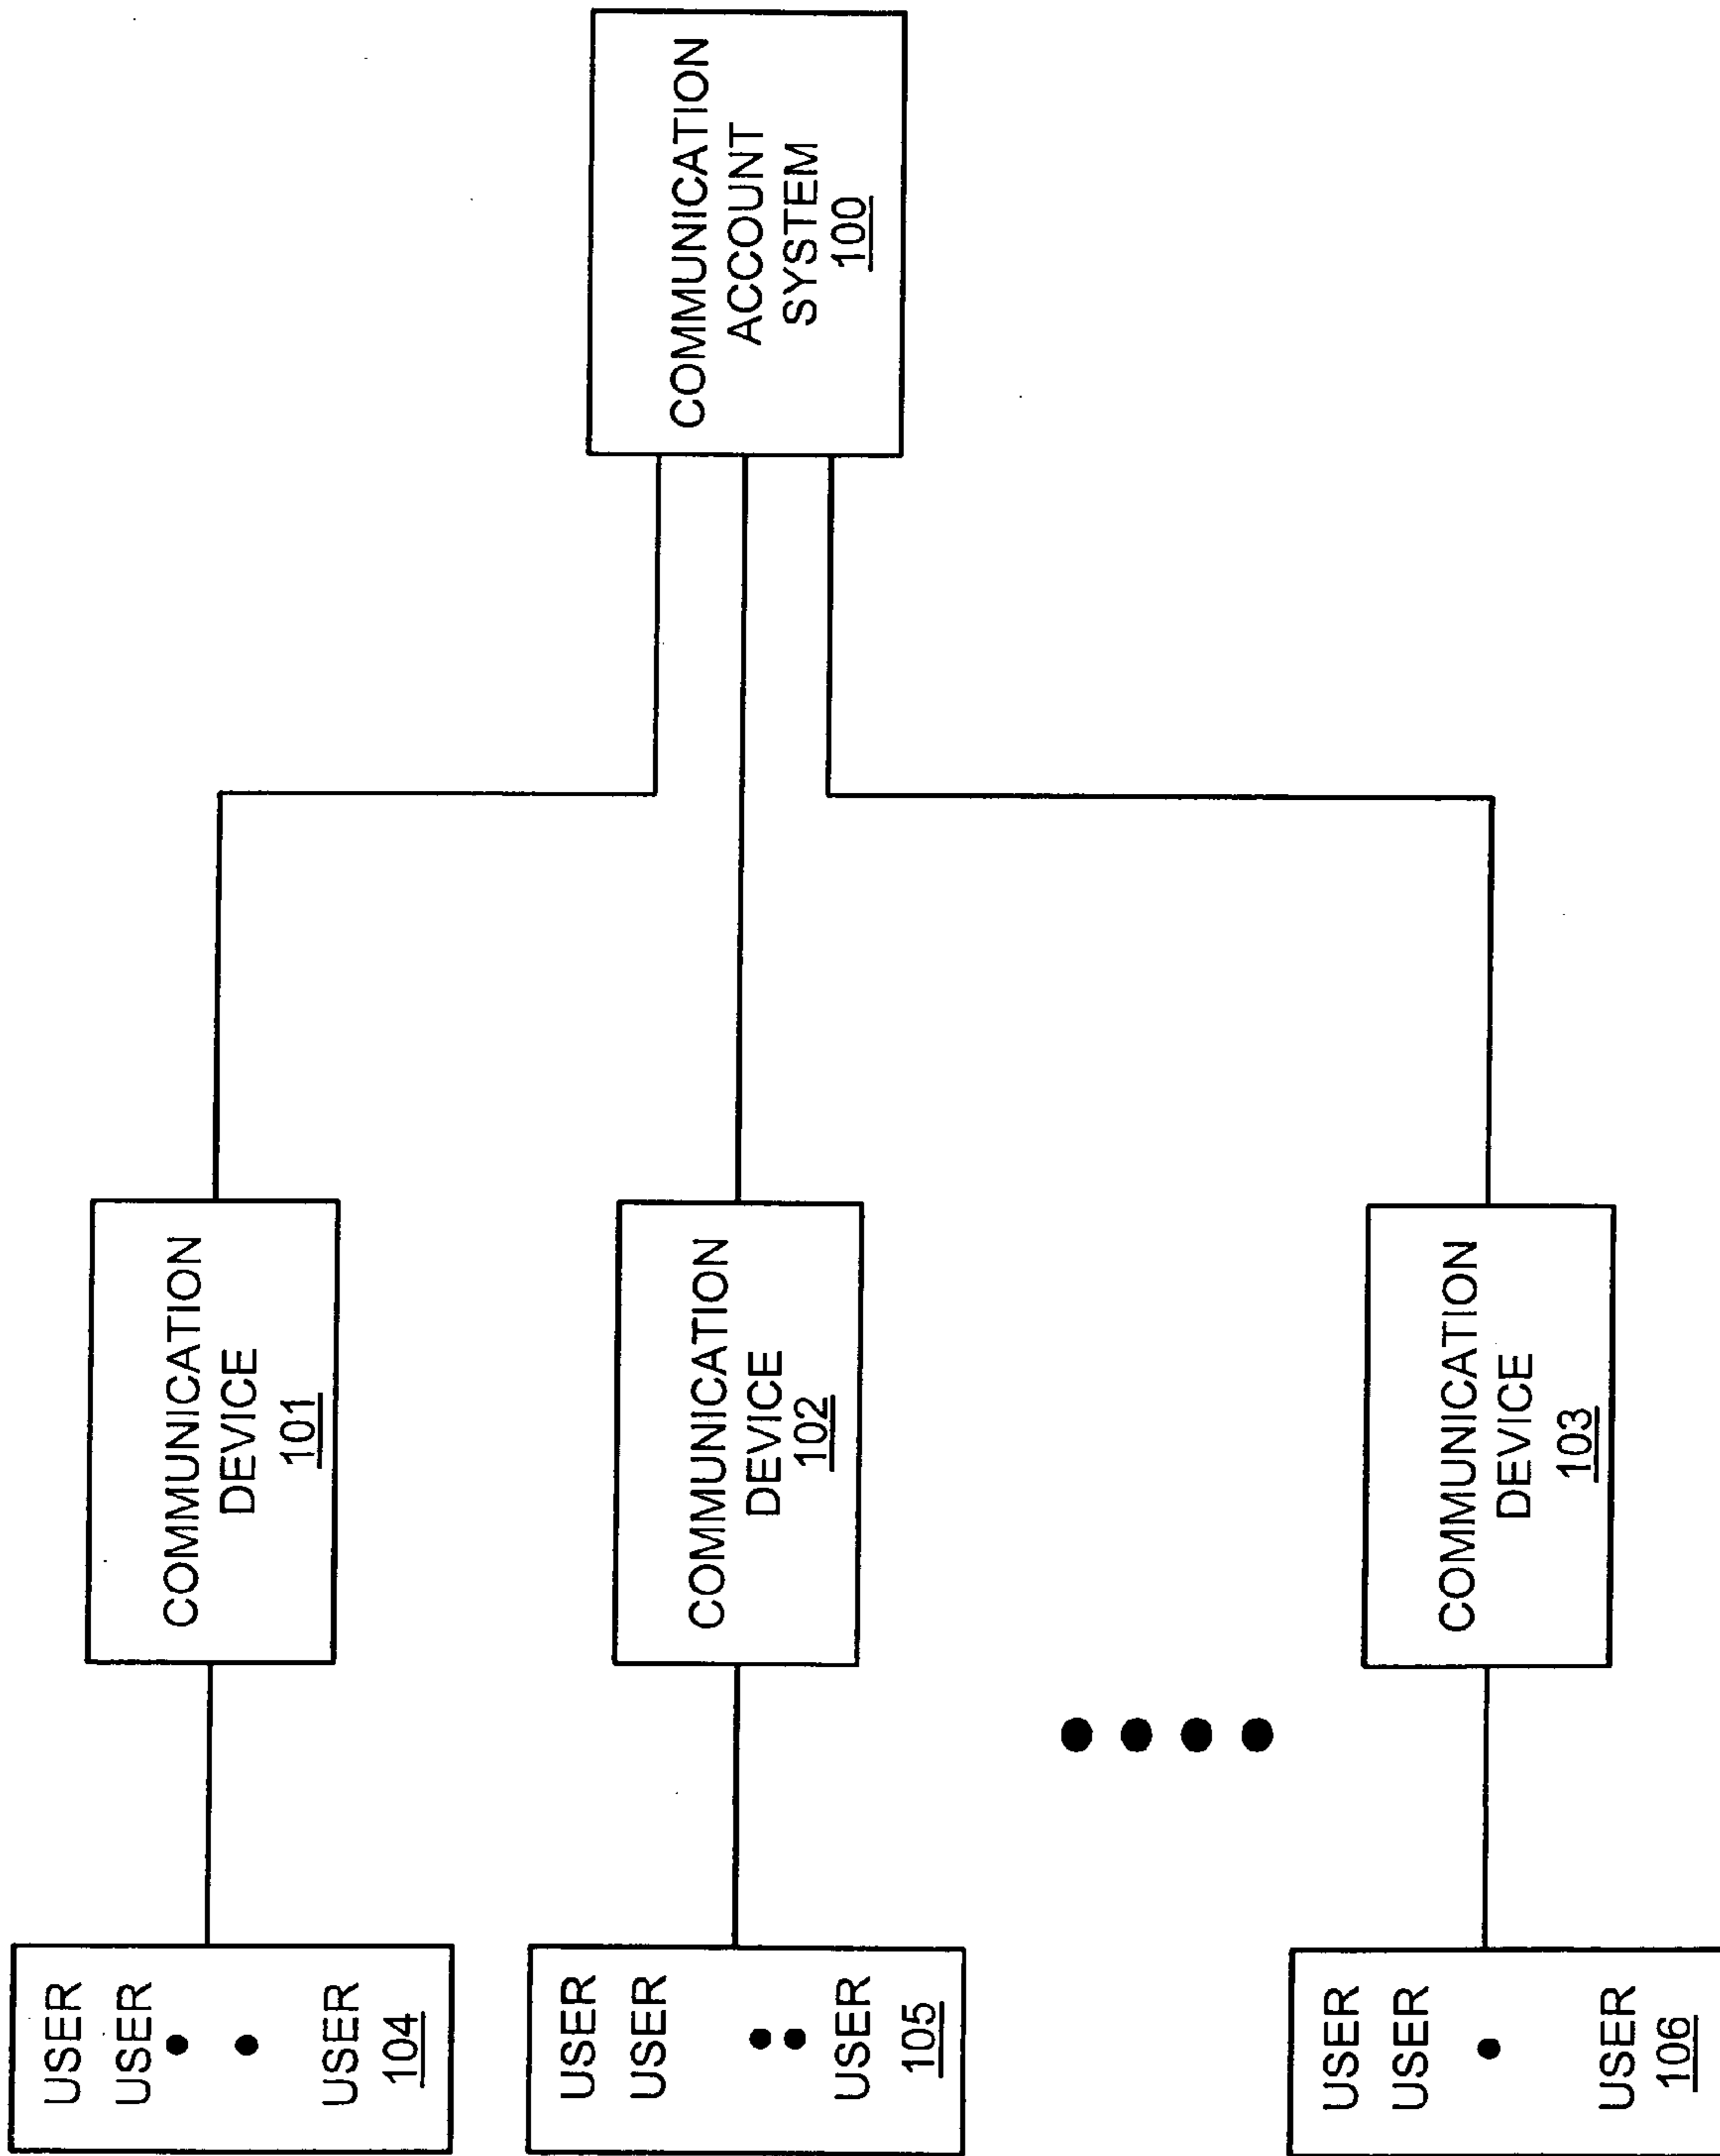 USER
USER
USER
104
COMMUNICATION
DEVICE
101
USER
USER
USER
105
COMMUNICATION
DEVICE
102
COMMUNICATION
ACCOUNT
SYSTEM
100
USER
USER
USER
106
COMMUNICATION
DEVICE
103